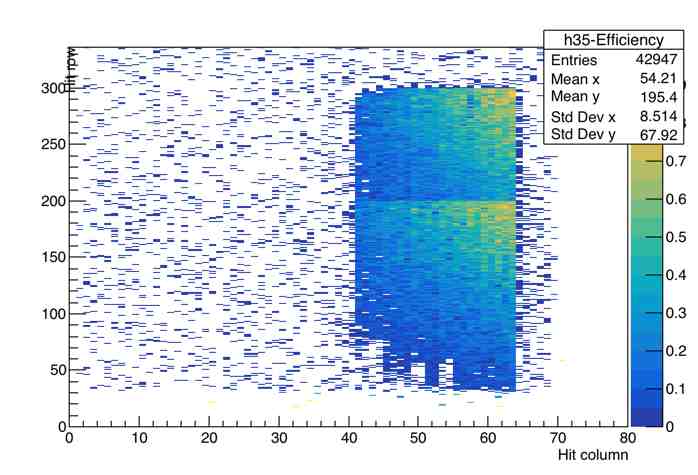 h35-Efficiency
Entries 42947
Mean x 54.21
Mean y 195.4
Std Dev x 8.514
Std Dev y 67.92
Hit row
300
250
200
150
100
50
0
0 10 20 30 40 50 60 70 80
Hit column
0.7
0.6
0.5
0.4
0.3
0.2
0.1
0